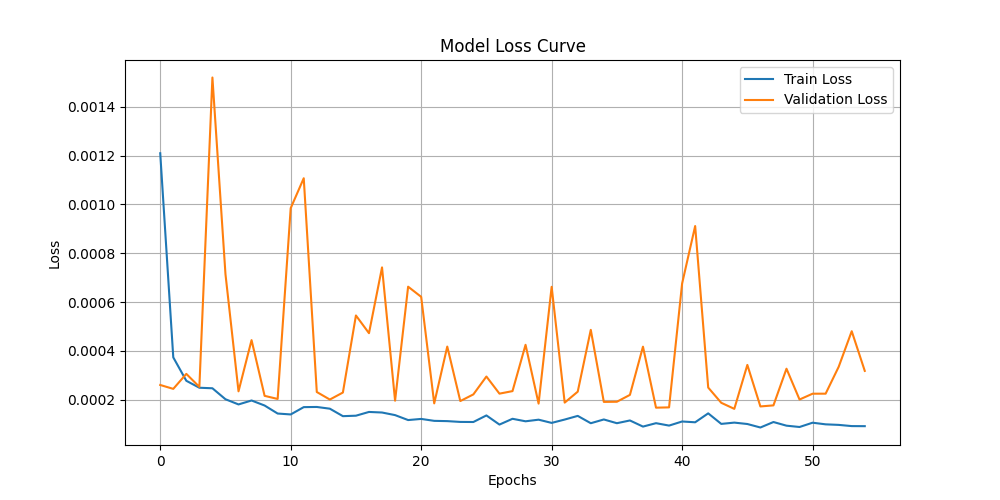 Model Loss Curve
Train Loss
Validation Loss
0.0014
0.0012
0.0010
0.0008
0.0006
0.0004
0.0002
Loss
0 10 20 30 40 50
Epochs